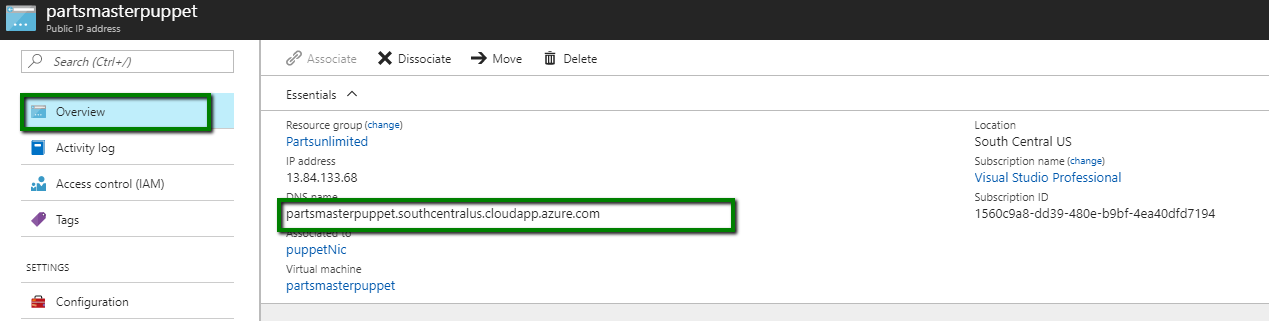 partsmasterpuppet
Public IP address
Search (Ctrl+/)
Overview
Activity log
Access control (IAM)
Tags
SETTINGS
Configuration
Associate
Dissociate
Move
Delete
Essentials
Resource group (change)
Partsunlimited
IP address
13.84.133.68
DNS name
partsmasterpuppet.southcentralus.cloudapp.azure.com
Associated to
puppetNic
Virtual machine
partsmasterpuppet
Location
South Central US
Subscription name (change)
Visual Studio Professional
Subscription ID
1560c9a8-dd39-480e-b9bf-4ea40dfd7194